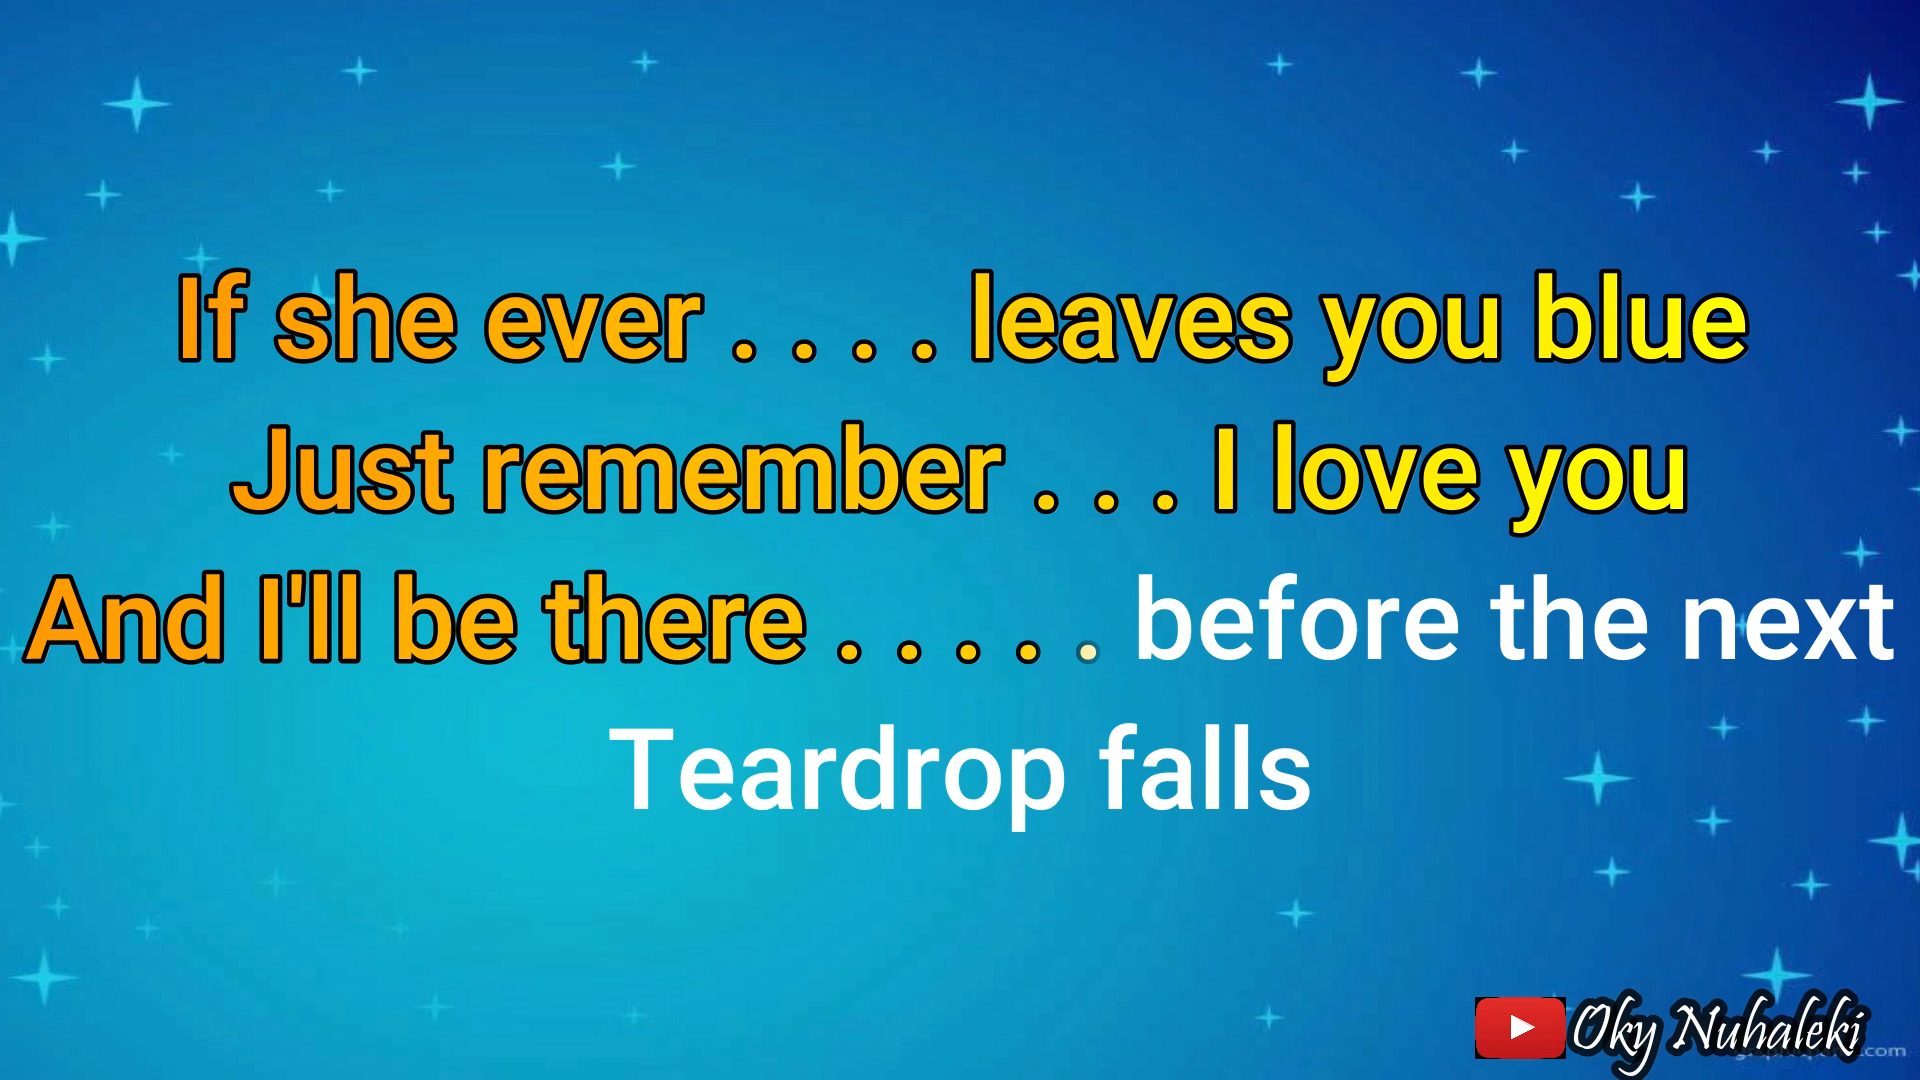 If she ever . . . . leaves you blue
Just remember . . . I love you
And I'll be there . . . . . before the next
Teardrop falls
Oky Nuhaleki
.com